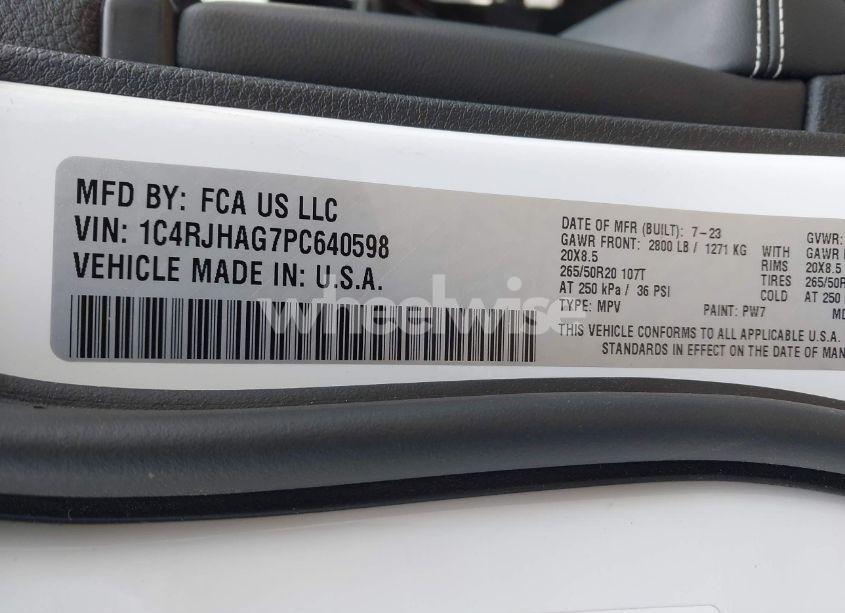 MFD BY: FCA US LLC
VIN: 1C4RJHAG7PC640598
VEHICLE MADE IN: U.S.A.
DATE OF MFR (BUILT): 7-23 GVWR:
GAWR FRONT: 2800 LB / 1271 KG WITH GAWR
20X8.5 RIMS 20X8.5
265/50R20 107T TIRES 265/50R
AT 250 kPa / 36 PSI COLD AT 250
TYPE: MPV PAINT: PW7 MD
THIS VEHICLE CONFORMS TO ALL APPLICABLE U.S.A.
STANDARDS IN EFFECT ON THE DATE OF MAN
wheelwise